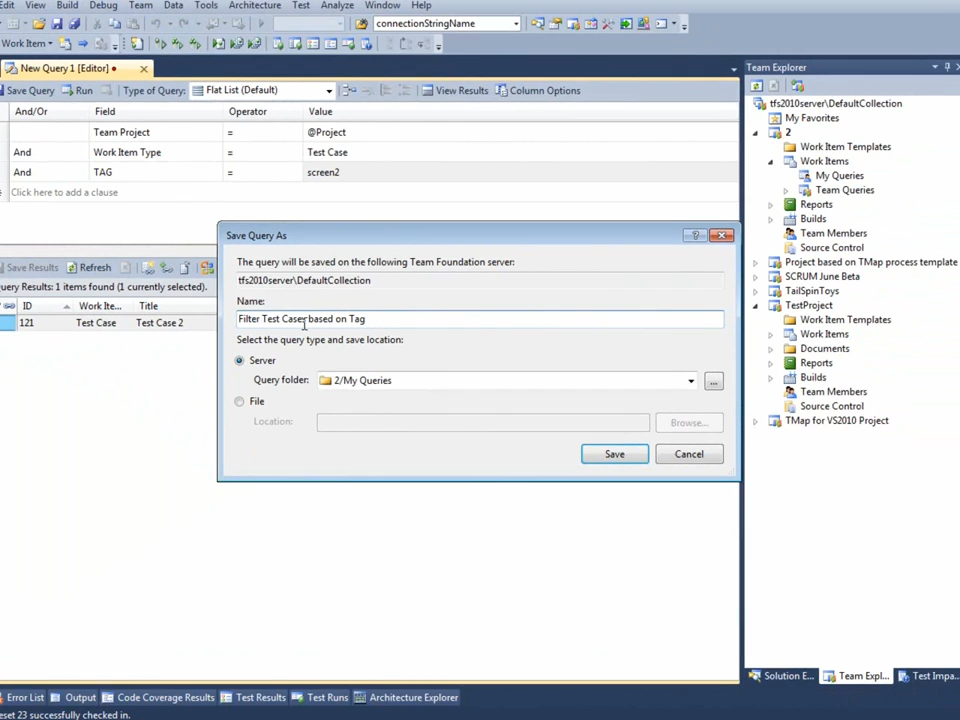 Edit View Build Debug Team Data Tools Architecture Test Analyze Window Help
connectionStringName
Work Item
New Query 1 [Editor]
Save Query Run Type of Query: Flat List (Default) View Results Column Options
And/Or Field Operator Value
Team Project = @Project
And Work Item Type = Test Case
And TAG = screen2
Click here to add a clause
Save Results Refresh
Query Results: 1 items found (1 currently selected).
ID Work Ite... Title
121 Test Case Test Case 2
Save Query As
The query will be saved on the following Team Foundation server:
tfs2010server\DefaultCollection
Name:
Filter Test Cases based on Tag
Select the query type and save location:
Server
Query folder: 2/My Queries ...
File
Location: Browse...
Save Cancel
Team Explorer
tfs2010server\DefaultCollection
My Favorites
2
Work Item Templates
Work Items
My Queries
Team Queries
Reports
Builds
Team Members
Source Control
Project based on TMap process template
SCRUM June Beta
TailSpinToys
TestProject
Work Item Templates
Work Items
Documents
Reports
Builds
Team Members
Source Control
TMap for VS2010 Project
Solution E... Team Expl... Test Impa...
Error List Output Code Coverage Results Test Results Test Runs Architecture Explorer
eset 23 successfully checked in.